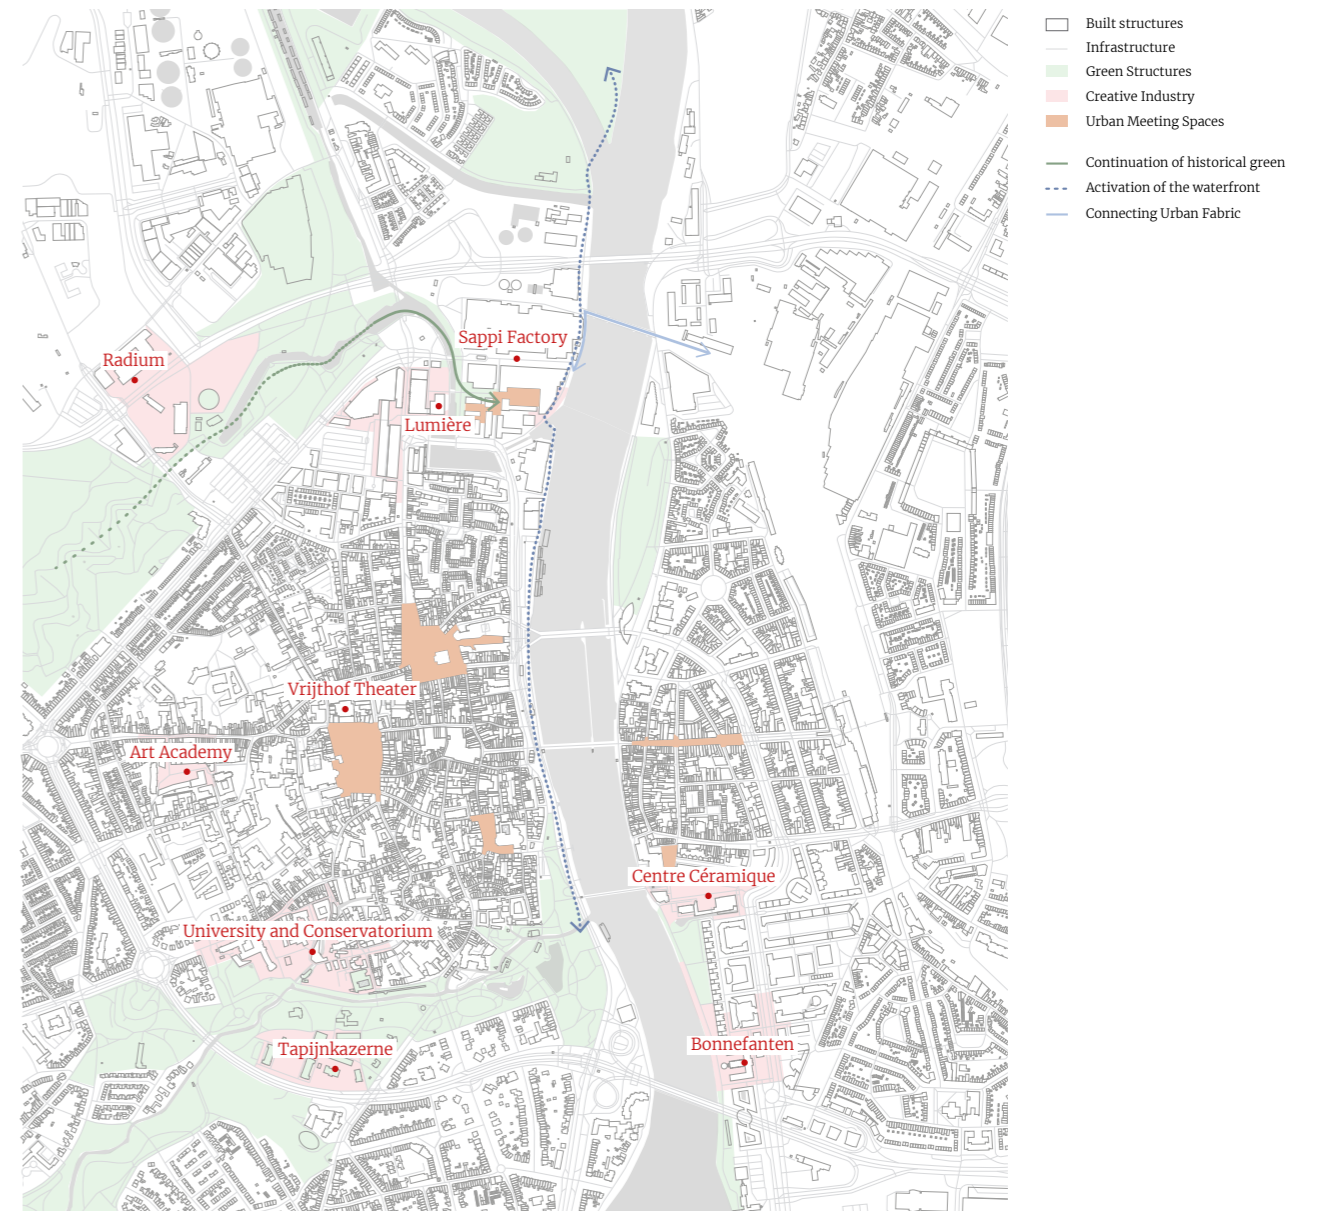 Built structures
Infrastructure
Green Structures
Creative Industry
Urban Meeting Spaces
Continuation of historical green
Activation of the waterfront
Connecting Urban Fabric
Sappi Factory
Radium
Lumière
Vrijthof Theater
Art Academy
Centre Céramique
University and Conservatorium
Tapijnkazerne
Bonnefanten